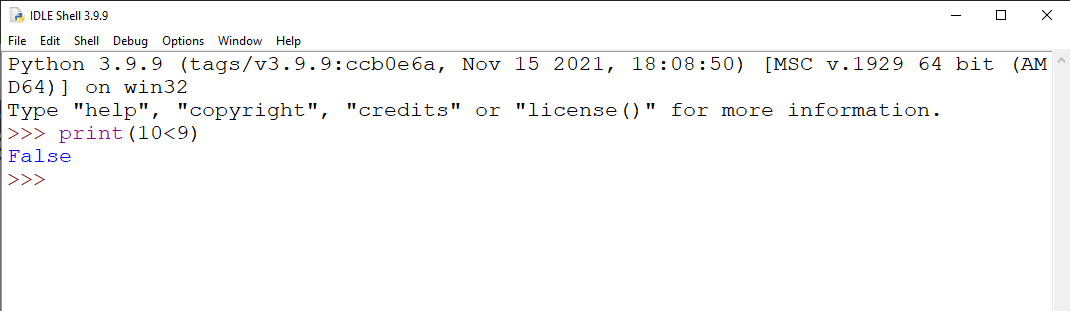 IDLE Shell 3.9.9
File Edit Shell Debug Options Window Help
Python 3.9.9 (tags/v3.9.9:ccb0e6a, Nov 15 2021, 18:08:50) [MSC v.1929 64 bit (AM
D64)] on win32
Type "help", "copyright", "credits" or "license()" for more information.
>>> print(10<9)
False
>>>